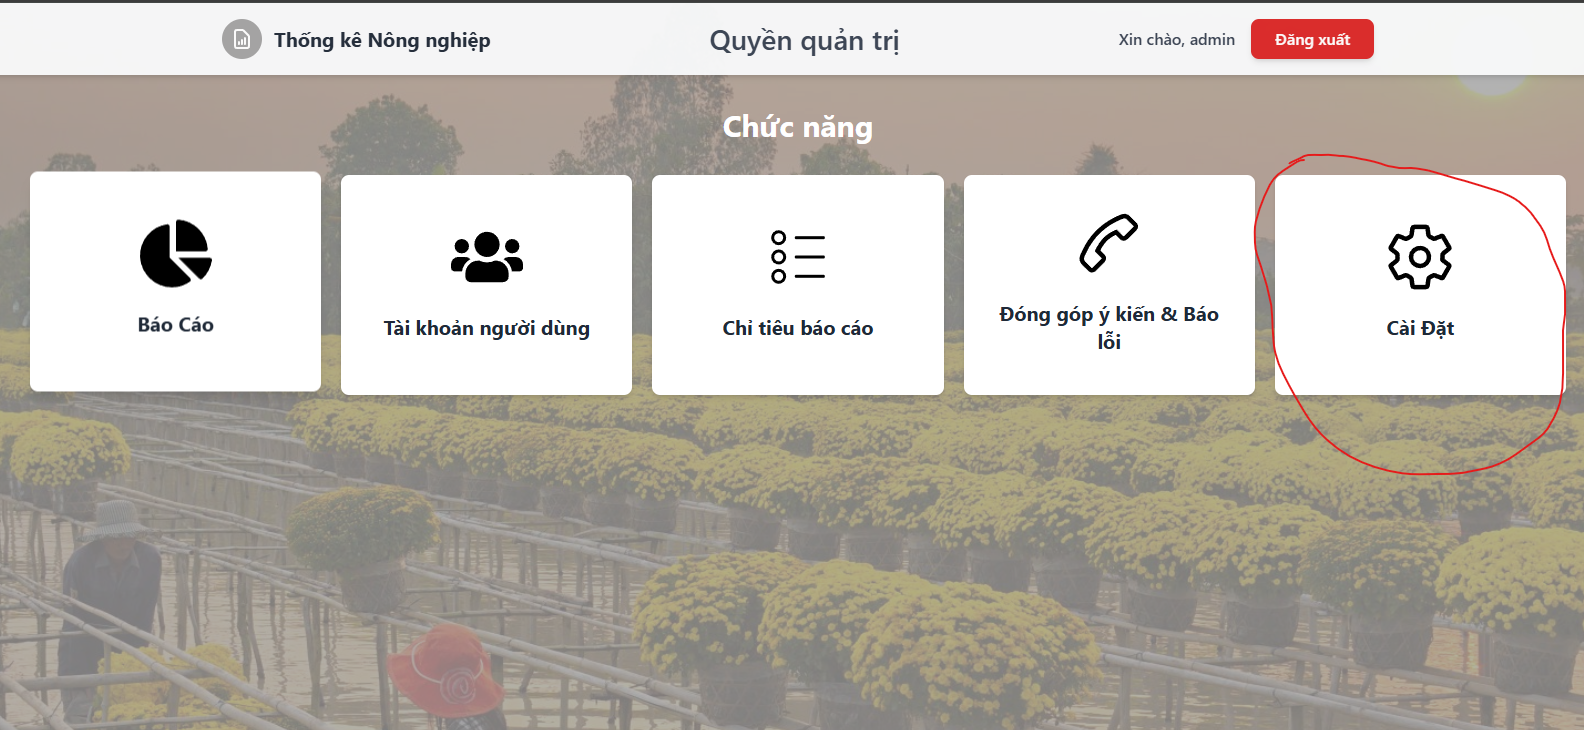 Thống kê Nông nghiệp
Quyền quản trị
Xin chào, admin
Đăng xuất
Chức năng
Báo Cáo
Tài khoản người dùng
Chỉ tiêu báo cáo
Đóng góp ý kiến & Báo
lỗi
Cài Đặt